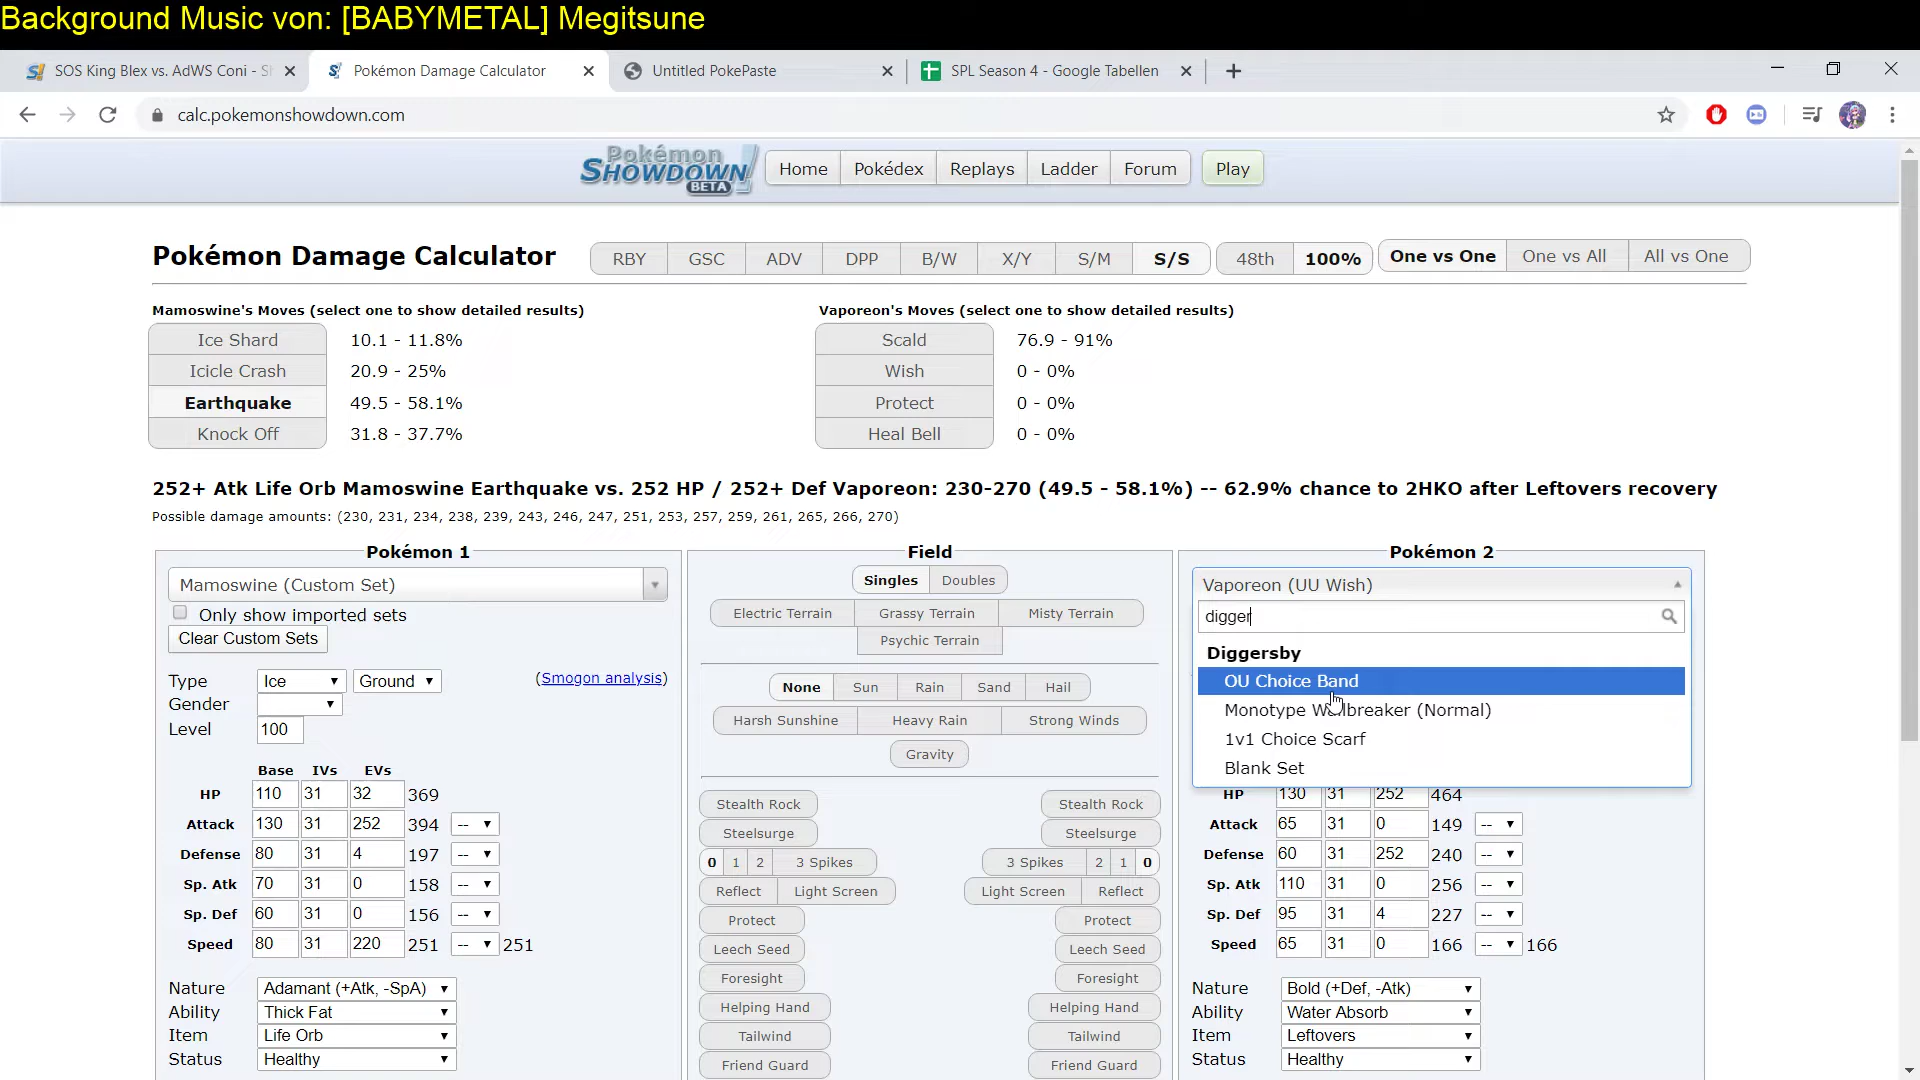 Background Music von: [BABYMETAL] Megitsune
SOS King Blex vs. AdWS Coni - Sh
Pokémon Damage Calculator
Untitled PokePaste
SPL Season 4 - Google Tabellen
calc.pokemonshowdown.com
Pokémon SHOWDOWN! BETA
Home Pokédex Replays Ladder Forum Play
Pokémon Damage Calculator
RBY GSC ADV DPP B/W X/Y S/M S/S 48th 100% One vs One One vs All All vs One
Mamoswine's Moves (select one to show detailed results)
Ice Shard 10.1 - 11.8%
Icicle Crash 20.9 - 25%
Earthquake 49.5 - 58.1%
Knock Off 31.8 - 37.7%
Vaporeon's Moves (select one to show detailed results)
Scald 76.9 - 91%
Wish 0 - 0%
Protect 0 - 0%
Heal Bell 0 - 0%
252+ Atk Life Orb Mamoswine Earthquake vs. 252 HP / 252+ Def Vaporeon: 230-270 (49.5 - 58.1%) -- 62.9% chance to 2HKO after Leftovers recovery
Possible damage amounts: (230, 231, 234, 238, 239, 243, 246, 247, 251, 253, 257, 259, 261, 265, 266, 270)
Pokémon 1
Mamoswine (Custom Set)
Only show imported sets
Clear Custom Sets
Type Ice Ground (Smogon analysis)
Gender
Level 100
Base IVs EVs
HP 110 31 32 369
Attack 130 31 252 394 --
Defense 80 31 4 197 --
Sp. Atk 70 31 0 158 --
Sp. Def 60 31 0 156 --
Speed 80 31 220 251 -- 251
Nature Adamant (+Atk, -SpA)
Ability Thick Fat
Item Life Orb
Status Healthy
Field
Singles Doubles
Electric Terrain Grassy Terrain Misty Terrain
Psychic Terrain
None Sun Rain Sand Hail
Harsh Sunshine Heavy Rain Strong Winds
Gravity
Stealth Rock Stealth Rock
Steelsurge Steelsurge
0 1 2 3 Spikes 3 Spikes 2 1 0
Reflect Light Screen Light Screen Reflect
Protect Protect
Leech Seed Leech Seed
Foresight Foresight
Helping Hand Helping Hand
Tailwind Tailwind
Friend Guard Friend Guard
Pokémon 2
Vaporeon (UU Wish)
digger
Diggersby
OU Choice Band
Monotype Wallbreaker (Normal)
1v1 Choice Scarf
Blank Set
HP 130 31 252 464
Attack 65 31 0 149 --
Defense 60 31 252 240 --
Sp. Atk 110 31 0 256 --
Sp. Def 95 31 4 227 --
Speed 65 31 0 166 -- 166
Nature Bold (+Def, -Atk)
Ability Water Absorb
Item Leftovers
Status Healthy